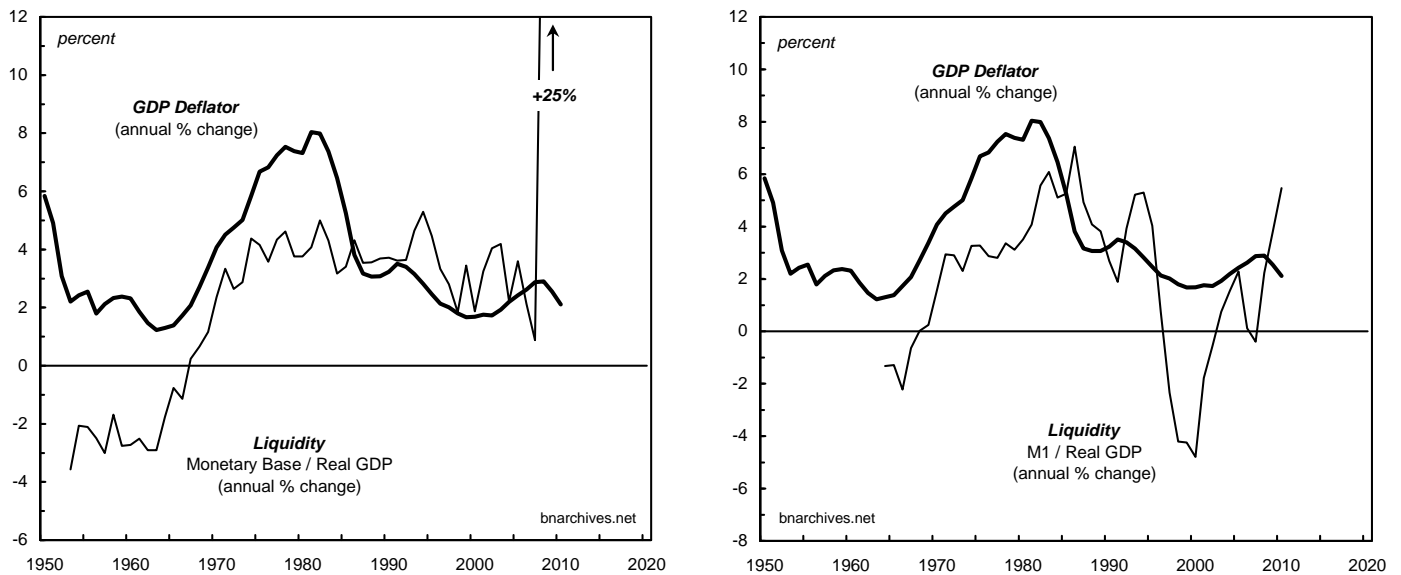 12
percent
10
+25%
GDP Deflator
(annual % change)
8
6
4
2
0
-2
Liquidity
Monetary Base / Real GDP
(annual % change)
-4
bnarchives.net
-6
1950 1960 1970 1980 1990 2000 2010 2020
12
percent
10
GDP Deflator
(annual % change)
8
6
4
2
0
-2
-4
Liquidity
M1 / Real GDP
(annual % change)
-6
bnarchives.net
-8
1950 1960 1970 1980 1990 2000 2010 2020